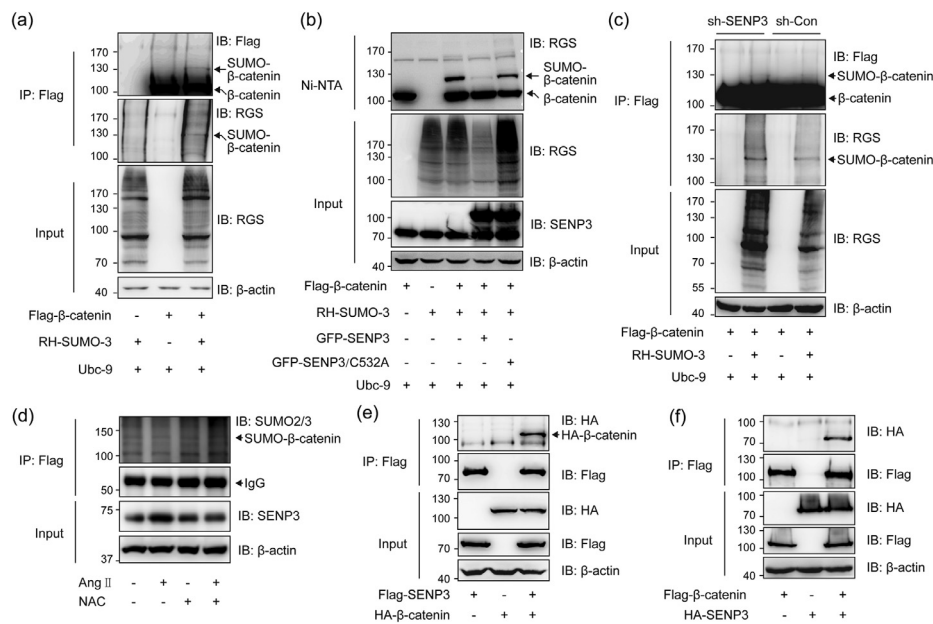 (a)
IB: Flag
170
130
100
SUMO-
β-catenin
β-catenin
IP: Flag
170
130
100
IB: RGS
SUMO-
β-catenin
Input
170
130
100
70
IB: RGS
40
IB: β-actin
Flag-β-catenin - + +
RH-SUMO-3 + - +
Ubc-9 + + +
(b)
IB: RGS
Ni-NTA
170
130
100
SUMO-
β-catenin
β-catenin
Input
170
130
100
IB: RGS
100
70
IB: SENP3
40
IB: β-actin
Flag-β-catenin + - + + +
RH-SUMO-3 - + + + +
GFP-SENP3 - - - + -
GFP-SENP3/C532A - - - - +
Ubc-9 + + + + +
(c)
sh-SENP3 sh-Con
IB: Flag
IP: Flag
170
130
100
SUMO-β-catenin
β-catenin
170
130
100
IB: RGS
SUMO-β-catenin
Input
170
130
100
70
55
IB: RGS
40
IB: β-actin
Flag-β-catenin + + + +
RH-SUMO-3 - + - +
Ubc-9 + + + +
(d)
IB: SUMO2/3
IP: Flag
150
100
SUMO-β-catenin
50
IgG
Input
75
IB: SENP3
37
IB: β-actin
Ang II - + - +
NAC - - + +
(e)
IB: HA
IP: Flag
130
100
HA-β-catenin
100
70
IB: Flag
Input
130
100
IB: HA
70
IB: Flag
40
IB: β-actin
Flag-SENP3 + - +
HA-β-catenin - + +
(f)
IP: Flag
100
70
IB: HA
130
100
IB: Flag
Input
100
70
IB: HA
130
100
IB: Flag
40
IB: β-actin
Flag-β-catenin + - +
HA-SENP3 - + +